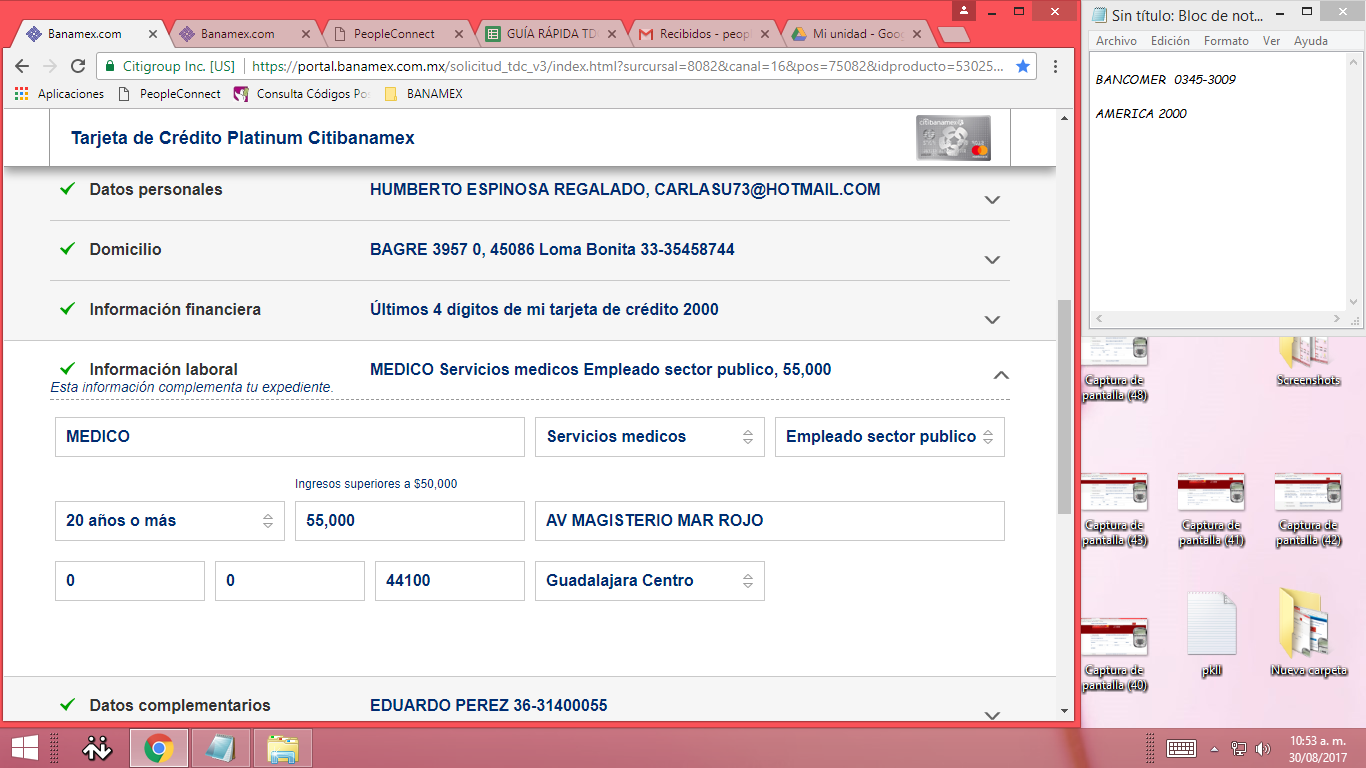 Banamex.com
Banamex.com
PeopleConnect
GUÍA RÁPIDA TD
Recibidos - peop
Mi unidad - Goo
Citigroup Inc. [US]
https://portal.banamex.com.mx/solicitud_tdc_v3/index.html?surcursal=8082&canal=16&pos=75082&idproducto=53025...
Aplicaciones
PeopleConnect
Consulta Códigos Pos
BANAMEX
Tarjeta de Crédito Platinum Citibanamex
citibanamex
Datos personales HUMBERTO ESPINOSA REGALADO, CARLASU73@HOTMAIL.COM
Domicilio BAGRE 3957 0, 45086 Loma Bonita 33-35458744
Información financiera Últimos 4 dígitos de mi tarjeta de crédito 2000
Información laboral MEDICO Servicios medicos Empleado sector publico, 55,000
Esta información complementa tu expediente.
MEDICO Servicios medicos Empleado sector publico
Ingresos superiores a $50,000
20 años o más 55,000 AV MAGISTERIO MAR ROJO
0 0 44100 Guadalajara Centro
Datos complementarios EDUARDO PEREZ 36-31400055
Sin título: Bloc de not...
Archivo Edición Formato Ver Ayuda
BANCOMER 0345-3009
AMERICA 2000
Captura de pantalla (48)
Screenshots
Captura de pantalla (43)
Captura de pantalla (41)
Captura de pantalla (42)
Captura de pantalla (40)
pkll
Nueva carpeta
10:53 a. m.
30/08/2017